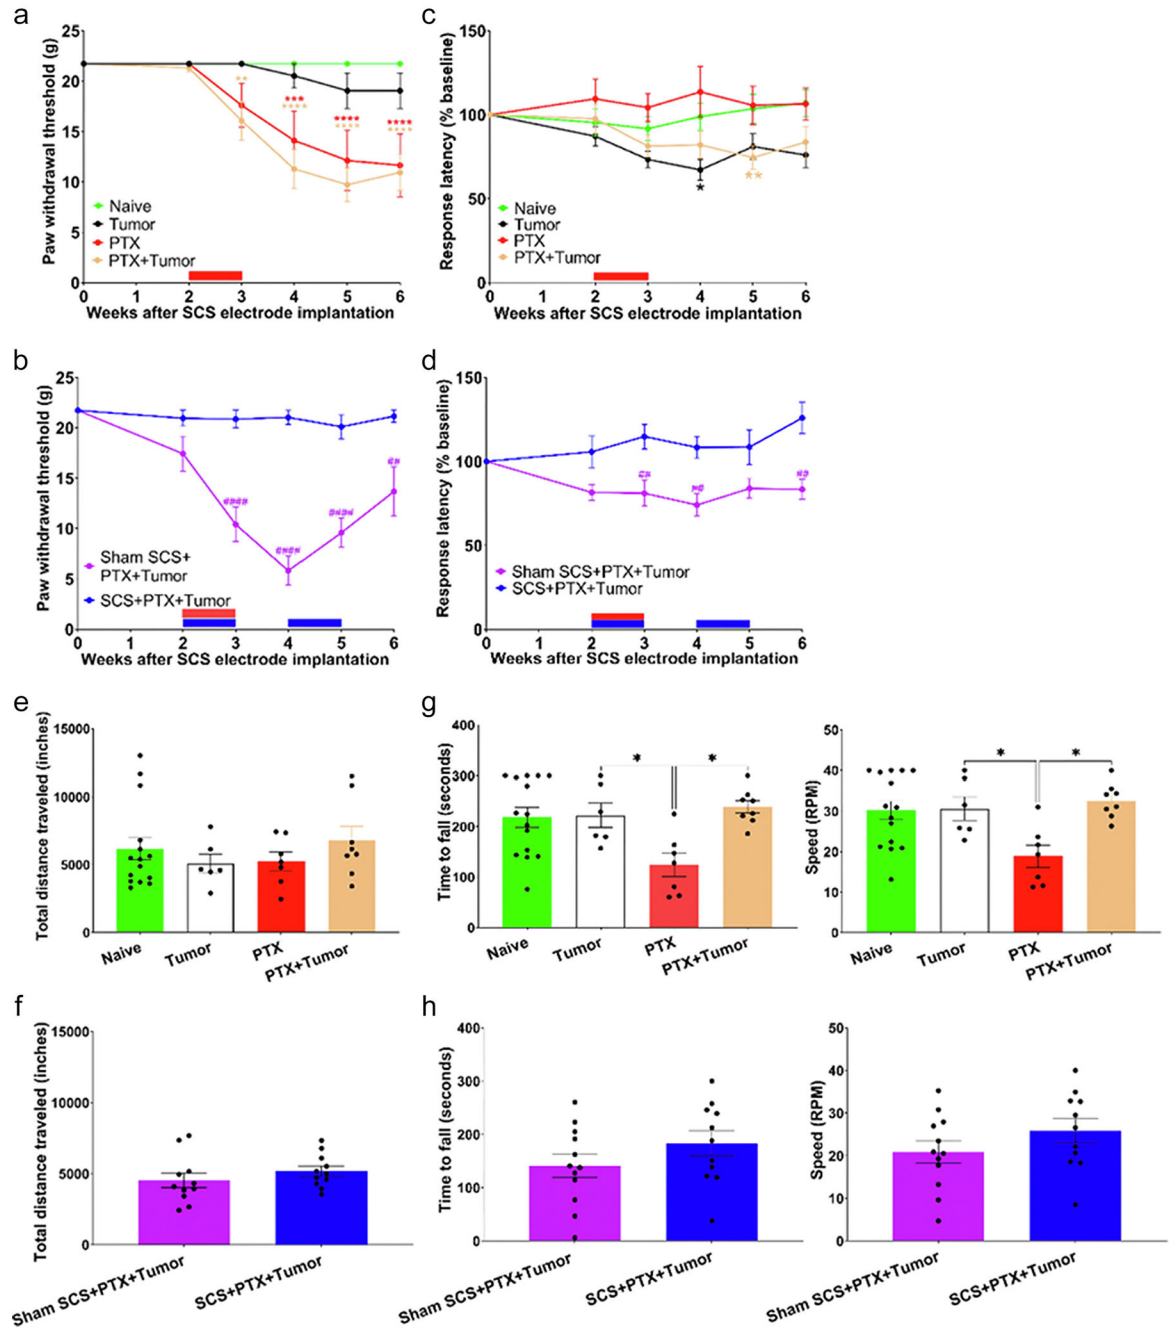 a
Paw withdrawal threshold (g)
25
20
15
10
5
0
**
***
****
****
****
****
****
Naive
Tumor
PTX
PTX+Tumor
0 1 2 3 4 5 6
Weeks after SCS electrode implantation
c
Response latency (% baseline)
150
100
50
0
*
**
Naive
Tumor
PTX
PTX+Tumor
0 1 2 3 4 5 6
Weeks after SCS electrode implantation
b
Paw withdrawal threshold (g)
25
20
15
10
5
0
####
####
####
##
Sham SCS+
PTX+Tumor
SCS+PTX+Tumor
0 1 2 3 4 5 6
Weeks after SCS electrode implantation
d
Response latency (% baseline)
150
100
50
0
##
##
##
Sham SCS+PTX+Tumor
SCS+PTX+Tumor
0 1 2 3 4 5 6
Weeks after SCS electrode implantation
e
Total distance traveled (inches)
15000
10000
5000
0
Naive Tumor PTX PTX+Tumor
g
Time to fall (seconds)
400
300
200
100
0
* *
Naive Tumor PTX PTX+Tumor
Speed (RPM)
50
40
30
20
10
0
* *
Naive Tumor PTX PTX+Tumor
f
Total distance traveled (inches)
15000
10000
5000
0
Sham SCS+PTX+Tumor SCS+PTX+Tumor
h
Time to fall (seconds)
400
300
200
100
0
Sham SCS+PTX+Tumor SCS+PTX+Tumor
Speed (RPM)
50
40
30
20
10
0
Sham SCS+PTX+Tumor SCS+PTX+Tumor